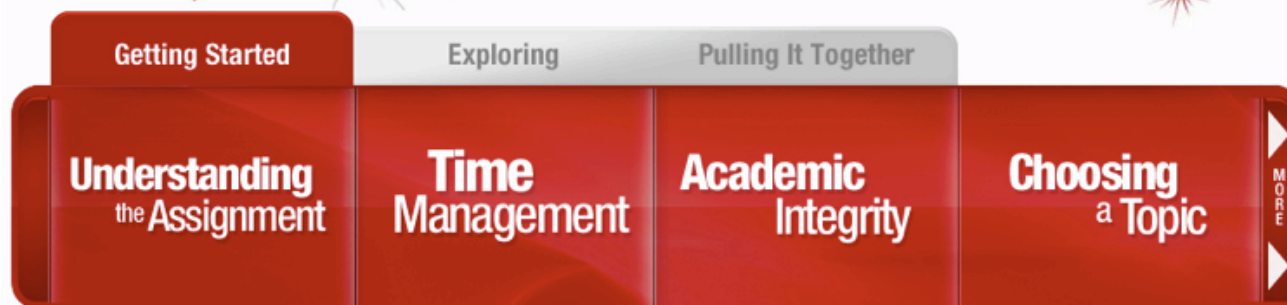 Getting Started
Exploring
Pulling It Together
Understanding
the Assignment
Time
Management
Academic
Integrity
Choosing
a Topic
MORE